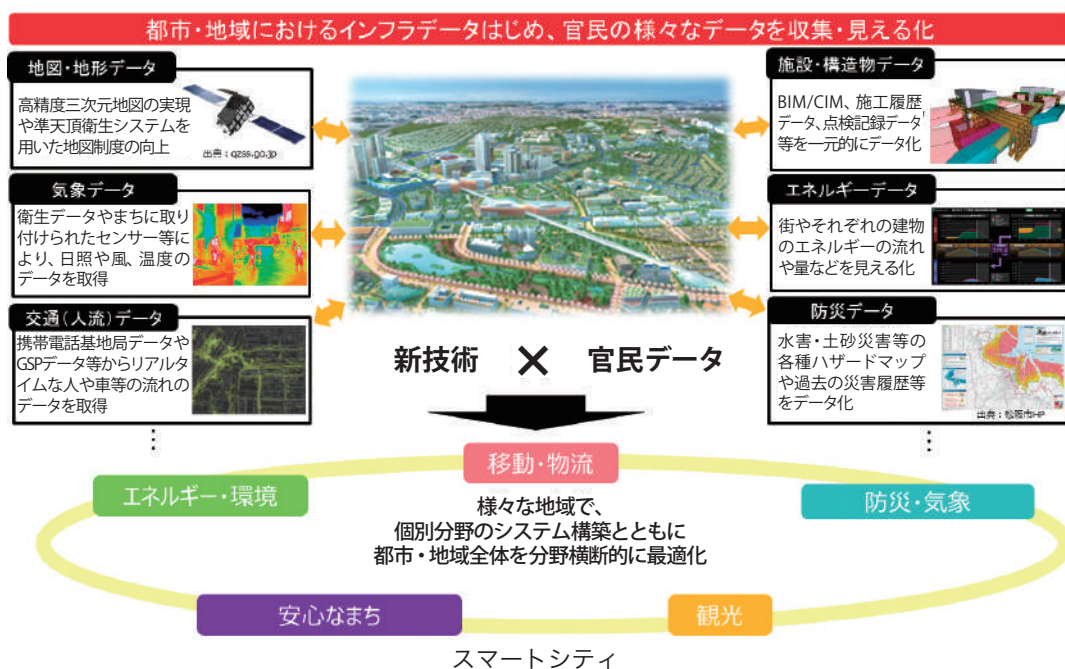 都市・地域におけるインフラデータはじめ、官民の様々なデータを収集・見える化
地図・地形データ
高精度三次元地図の実現
や準天頂衛生システムを
用いた地図制度の向上
出典：qzss.go.jp
気象データ
衛生データやまちに取り
付けられたセンサー等に
より、日照や風、温度の
データを取得
交通(人流)データ
携帯電話基地局データや
GSPデータ等からリアルタ
イムな人や車等の流れの
データを取得
⋮
施設・構造物データ
BIM/CIM、施工履歴
データ、点検記録データ
等を一元的にデータ化
エネルギーデータ
街やそれぞれの建物
のエネルギーの流れ
や量などを見える化
防災データ
水害・土砂災害等の
各種ハザードマップ
や過去の災害履歴等
をデータ化
出典：松阪市HP
⋮
新技術 × 官民データ
移動・物流
エネルギー・環境
防災・気象
様々な地域で、
個別分野のシステム構築とともに
都市・地域全体を分野横断的に最適化
安心なまち
観光
スマートシティ